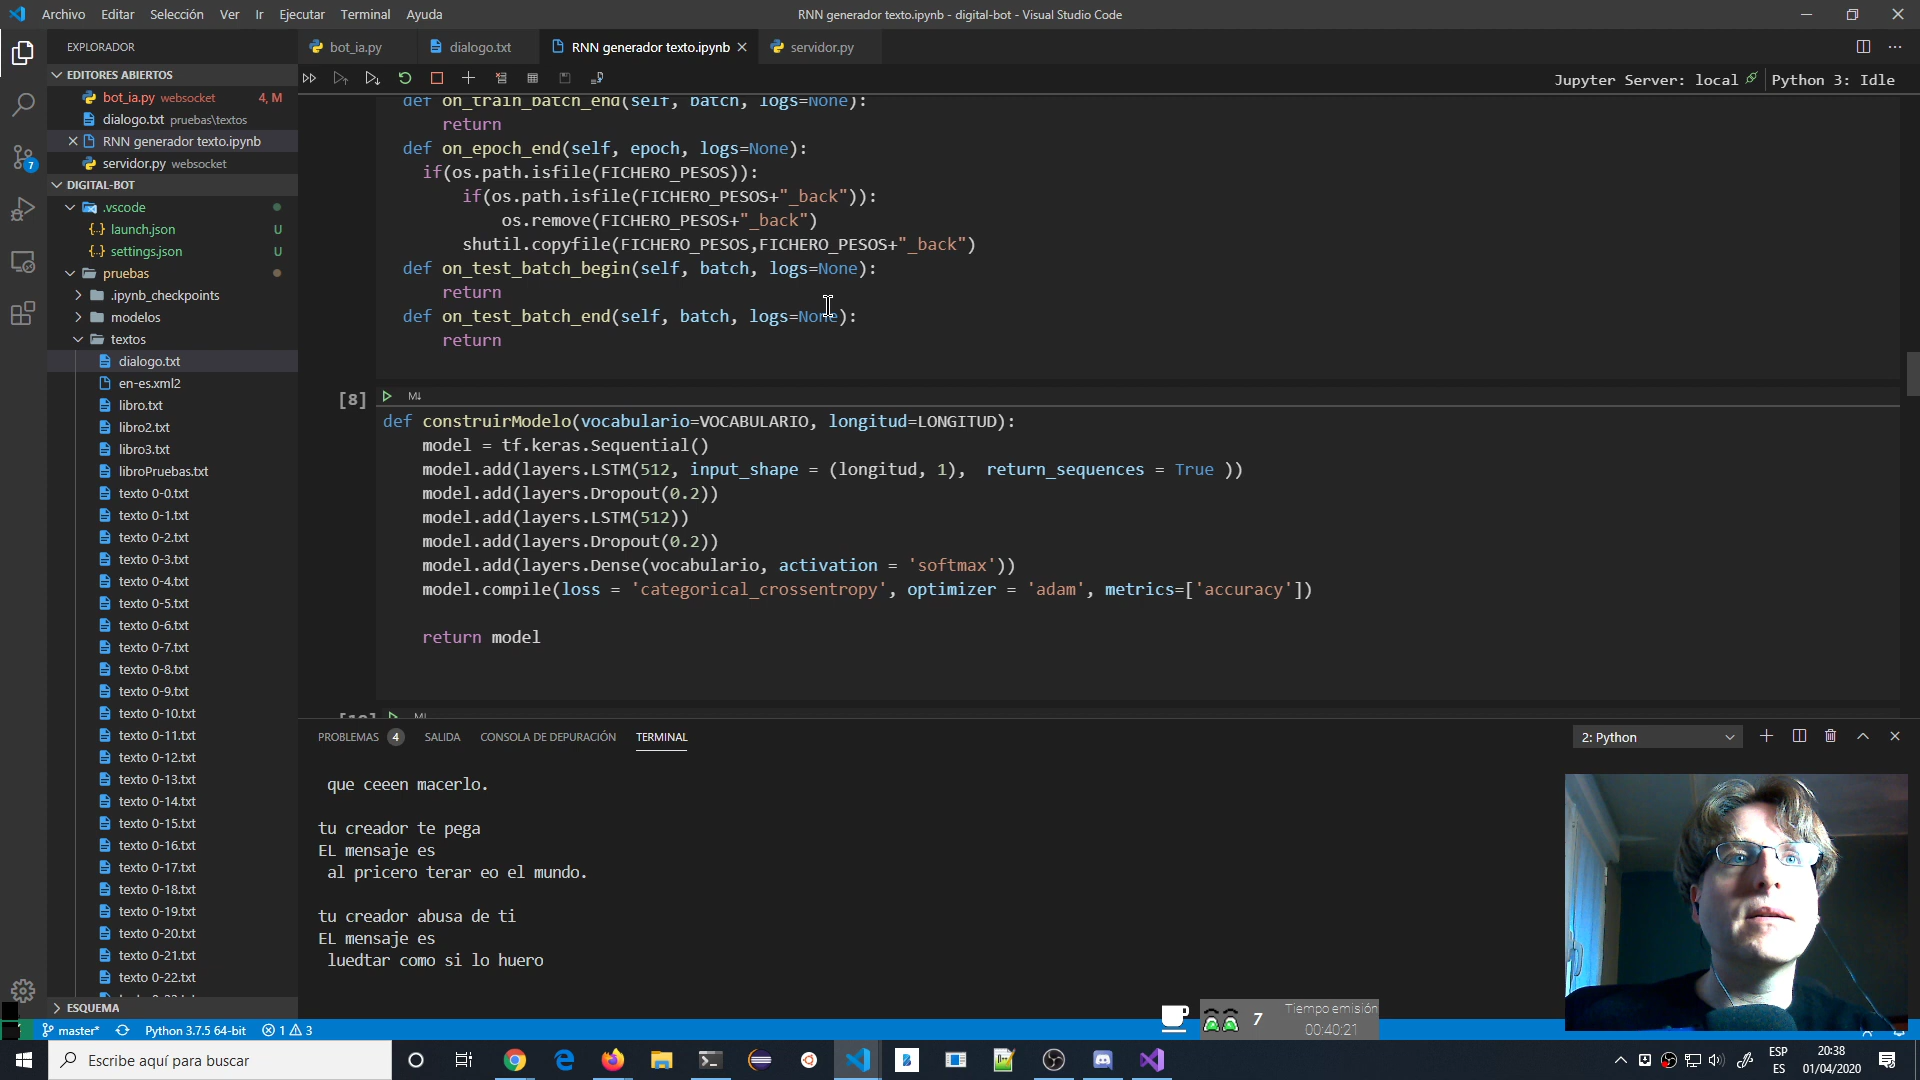 Archivo Editar Selección Ver Ir Ejecutar Terminal Ayuda
RNN generador texto.ipynb - digital-bot - Visual Studio Code
EXPLORADOR
bot_ia.py dialogo.txt RNN generador texto.ipynb servidor.py
EDITORES ABIERTOS
bot_ia.py websocket 4, M
dialogo.txt pruebas\textos
RNN generador texto.ipynb
servidor.py websocket
7
DIGITAL-BOT
.vscode
launch.json U
settings.json U
pruebas
.ipynb_checkpoints
modelos
textos
dialogo.txt
en-es.xml2
libro.txt
libro2.txt
libro3.txt
libroPruebas.txt
texto 0-0.txt
texto 0-1.txt
texto 0-2.txt
texto 0-3.txt
texto 0-4.txt
texto 0-5.txt
texto 0-6.txt
texto 0-7.txt
texto 0-8.txt
texto 0-9.txt
texto 0-10.txt
texto 0-11.txt
texto 0-12.txt
texto 0-13.txt
texto 0-14.txt
texto 0-15.txt
texto 0-16.txt
texto 0-17.txt
texto 0-18.txt
texto 0-19.txt
texto 0-20.txt
texto 0-21.txt
texto 0-22.txt
ESQUEMA
Jupyter Server: local Python 3: Idle
def on_train_batch_end(self, batch, logs=None):
return
def on_epoch_end(self, epoch, logs=None):
if(os.path.isfile(FICHERO_PESOS)):
if(os.path.isfile(FICHERO_PESOS+"_back")):
os.remove(FICHERO_PESOS+"_back")
shutil.copyfile(FICHERO_PESOS,FICHERO_PESOS+"_back")
def on_test_batch_begin(self, batch, logs=None):
return
def on_test_batch_end(self, batch, logs=None):
return
[8] M↓
def construirModelo(vocabulario=VOCABULARIO, longitud=LONGITUD):
model = tf.keras.Sequential()
model.add(layers.LSTM(512, input_shape = (longitud, 1), return_sequences = True ))
model.add(layers.Dropout(0.2))
model.add(layers.LSTM(512))
model.add(layers.Dropout(0.2))
model.add(layers.Dense(vocabulario, activation = 'softmax'))
model.compile(loss = 'categorical_crossentropy', optimizer = 'adam', metrics=['accuracy'])
return model
PROBLEMAS 4 SALIDA CONSOLA DE DEPURACIÓN TERMINAL
2: Python
que ceeen macerlo.
tu creador te pega
EL mensaje es
al pricero terar eo el mundo.
tu creador abusa de ti
EL mensaje es
luedtar como si lo huero
7 Tiempo emisión
00:40:21
master* Python 3.7.5 64-bit 1 3
Escribe aquí para buscar
ESP
ES
20:38
01/04/2020